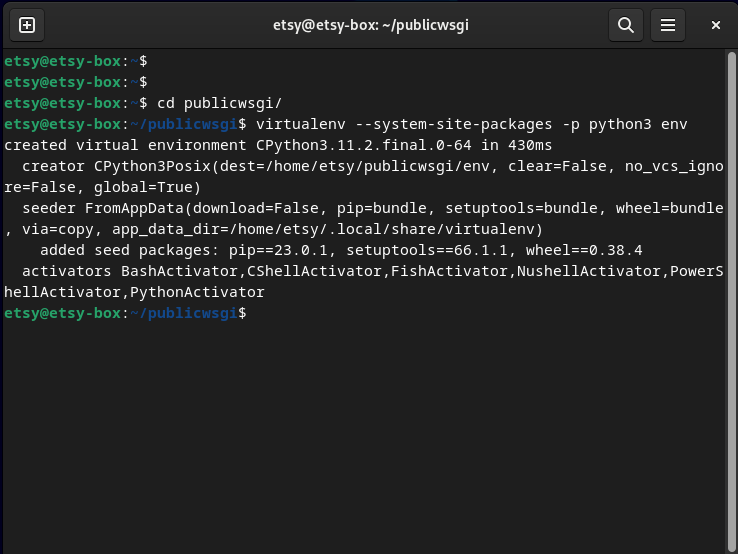 etsy@etsy-box: ~/publicwsgi
etsy@etsy-box:~$
etsy@etsy-box:~$
etsy@etsy-box:~$ cd publicwsgi/
etsy@etsy-box:~/publicwsgi$ virtualenv --system-site-packages -p python3 env
created virtual environment CPython3.11.2.final.0-64 in 430ms
  creator CPython3Posix(dest=/home/etsy/publicwsgi/env, clear=False, no_vcs_igno
re=False, global=True)
  seeder FromAppData(download=False, pip=bundle, setuptools=bundle, wheel=bundle
, via=copy, app_data_dir=/home/etsy/.local/share/virtualenv)
    added seed packages: pip==23.0.1, setuptools==66.1.1, wheel==0.38.4
  activators BashActivator,CShellActivator,FishActivator,NushellActivator,PowerS
hellActivator,PythonActivator
etsy@etsy-box:~/publicwsgi$